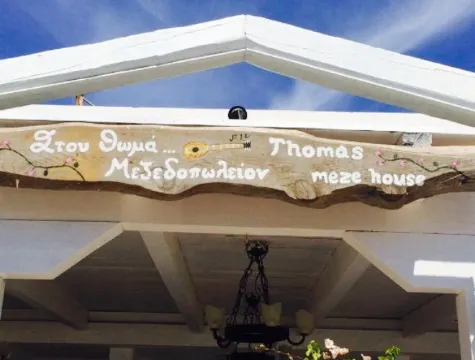 Στου Θωμά...
Μεζεδοπωλείον
Thomas
meze house